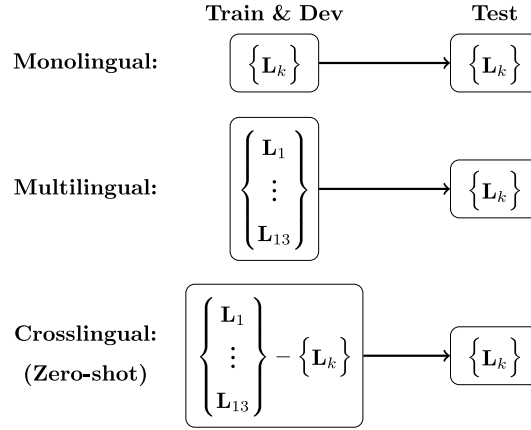 Train & Dev Test
Monolingual: {L_k} {L_k}
Multilingual: {L_1 ⋮ L_13} {L_k}
Crosslingual: (Zero-shot) {L_1 ⋮ L_13} − {L_k} {L_k}